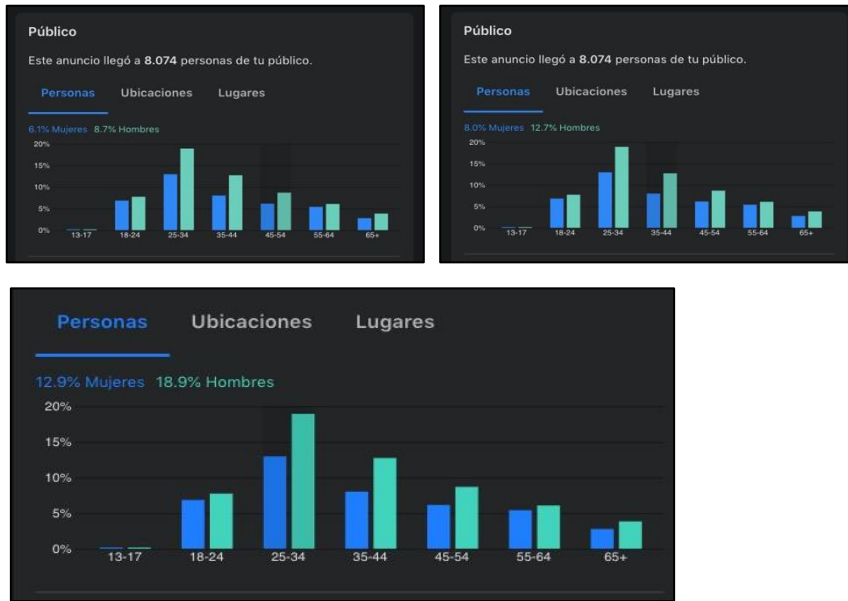 Público
Este anuncio llegó a 8.074 personas de tu público.
Personas Ubicaciones Lugares
6.1% Mujeres 8.7% Hombres
20%
15%
10%
5%
0%
13-17 18-24 25-34 35-44 45-54 55-64 65+
Público
Este anuncio llegó a 8.074 personas de tu público.
Personas Ubicaciones Lugares
8.0% Mujeres 12.7% Hombres
20%
15%
10%
5%
0%
13-17 18-24 25-34 35-44 45-54 55-64 65+
Personas Ubicaciones Lugares
12.9% Mujeres 18.9% Hombres
20%
15%
10%
5%
0%
13-17 18-24 25-34 35-44 45-54 55-64 65+